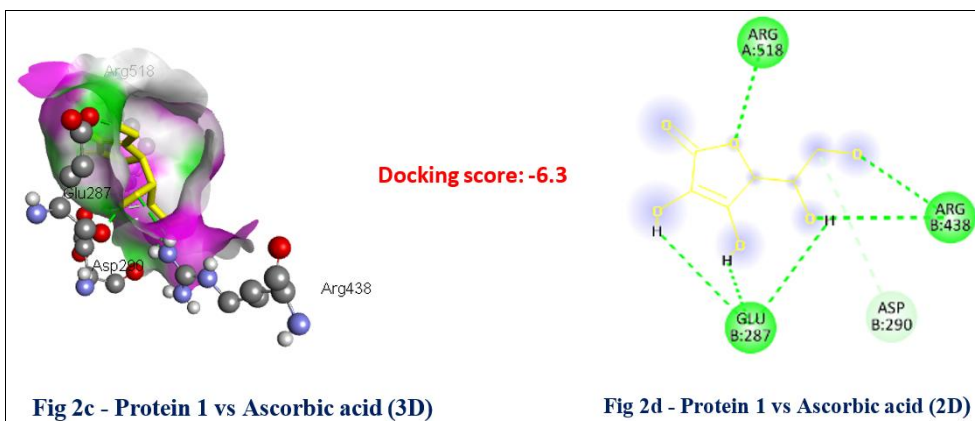 Arg518
Glu287
Asp290
Arg438
Docking score: -6.3
ARG
A:518
O
O
O
H
O
H
O
H
O
ARG
B:438
GLU
B:287
ASP
B:290
Fig 2c - Protein 1 vs Ascorbic acid (3D)
Fig 2d - Protein 1 vs Ascorbic acid (2D)